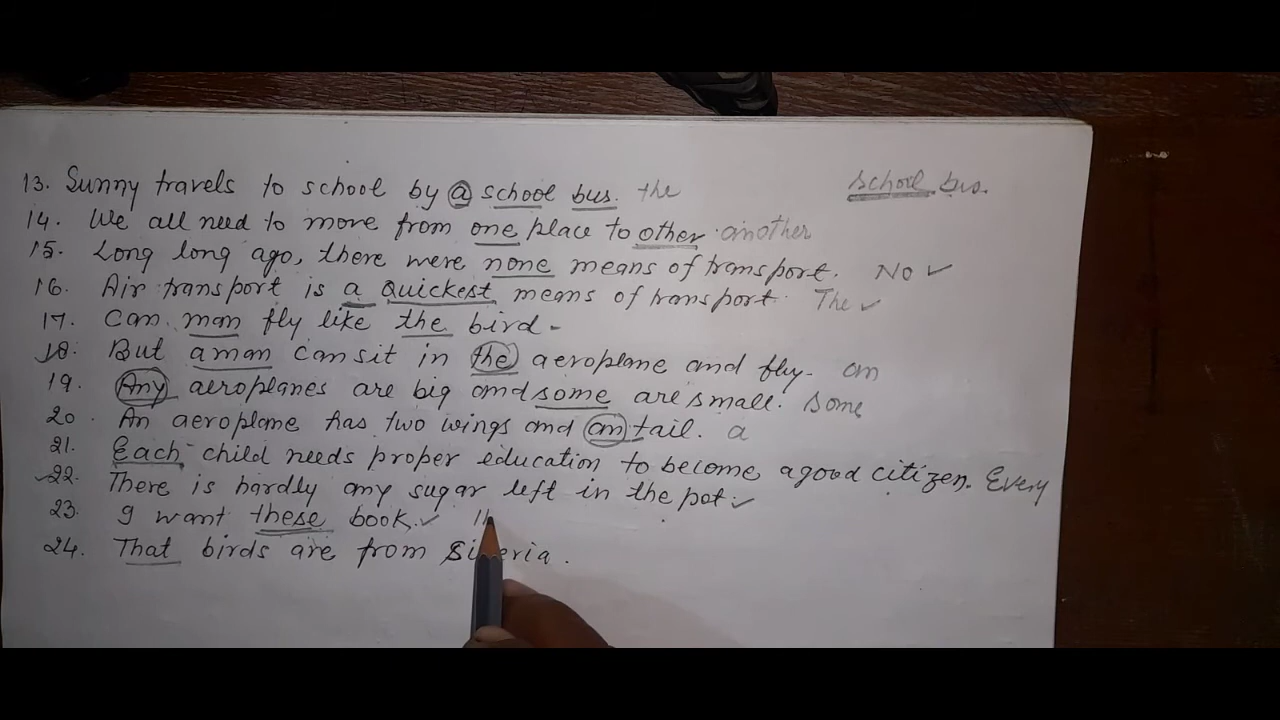 13. Sunny travels to school by a school bus. the school bus.
14. We all need to move from one place to other. another
15. Long long ago, there were none means of transport. No ✓
16. Air transport is a quickest means of transport. The ✓
17. Can man fly like the bird.
18. But a man can sit in the aeroplane and fly. an
19. Any aeroplanes are big and some are small. Some
20. An aeroplane has two wings and an tail. a
21. Each child needs proper education to become a good citizen. Every
22. There is hardly any sugar left in the pot. ✓
23. I want these book. ✓
24. That birds are from Siberia.